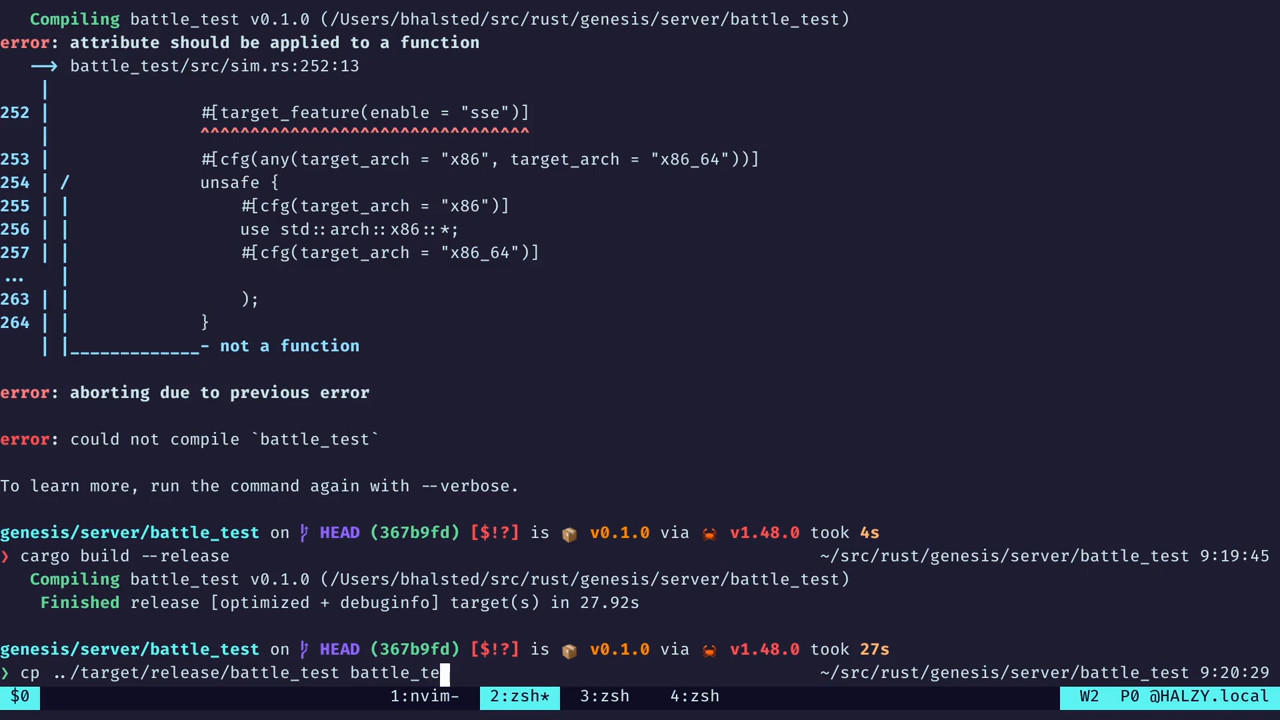 Compiling battle_test v0.1.0 (/Users/bhalsted/src/rust/genesis/server/battle_test)
error: attribute should be applied to a function
   --> battle_test/src/sim.rs:252:13
    |
252 |             #[target_feature(enable = "sse")]
    |             ^^^^^^^^^^^^^^^^^^^^^^^^^^^^^^^^^
253 |             #[cfg(any(target_arch = "x86", target_arch = "x86_64"))]
254 | /           unsafe {
255 | |               #[cfg(target_arch = "x86")]
256 | |               use std::arch::x86::*;
257 | |               #[cfg(target_arch = "x86_64")]
...   |
263 | |               );
264 | |           }
    | |_____________- not a function

error: aborting due to previous error

error: could not compile `battle_test`

To learn more, run the command again with --verbose.

genesis/server/battle_test on HEAD (367b9fd) [$!?] is 📦 v0.1.0 via 🦀 v1.48.0 took 4s
❯ cargo build --release ~/src/rust/genesis/server/battle_test 9:19:45
   Compiling battle_test v0.1.0 (/Users/bhalsted/src/rust/genesis/server/battle_test)
    Finished release [optimized + debuginfo] target(s) in 27.92s

genesis/server/battle_test on HEAD (367b9fd) [$!?] is 📦 v0.1.0 via 🦀 v1.48.0 took 27s
❯ cp ../target/release/battle_test battle_te ~/src/rust/genesis/server/battle_test 9:20:29
$0 1:nvim- 2:zsh* 3:zsh 4:zsh W2 P0 @HALZY.local